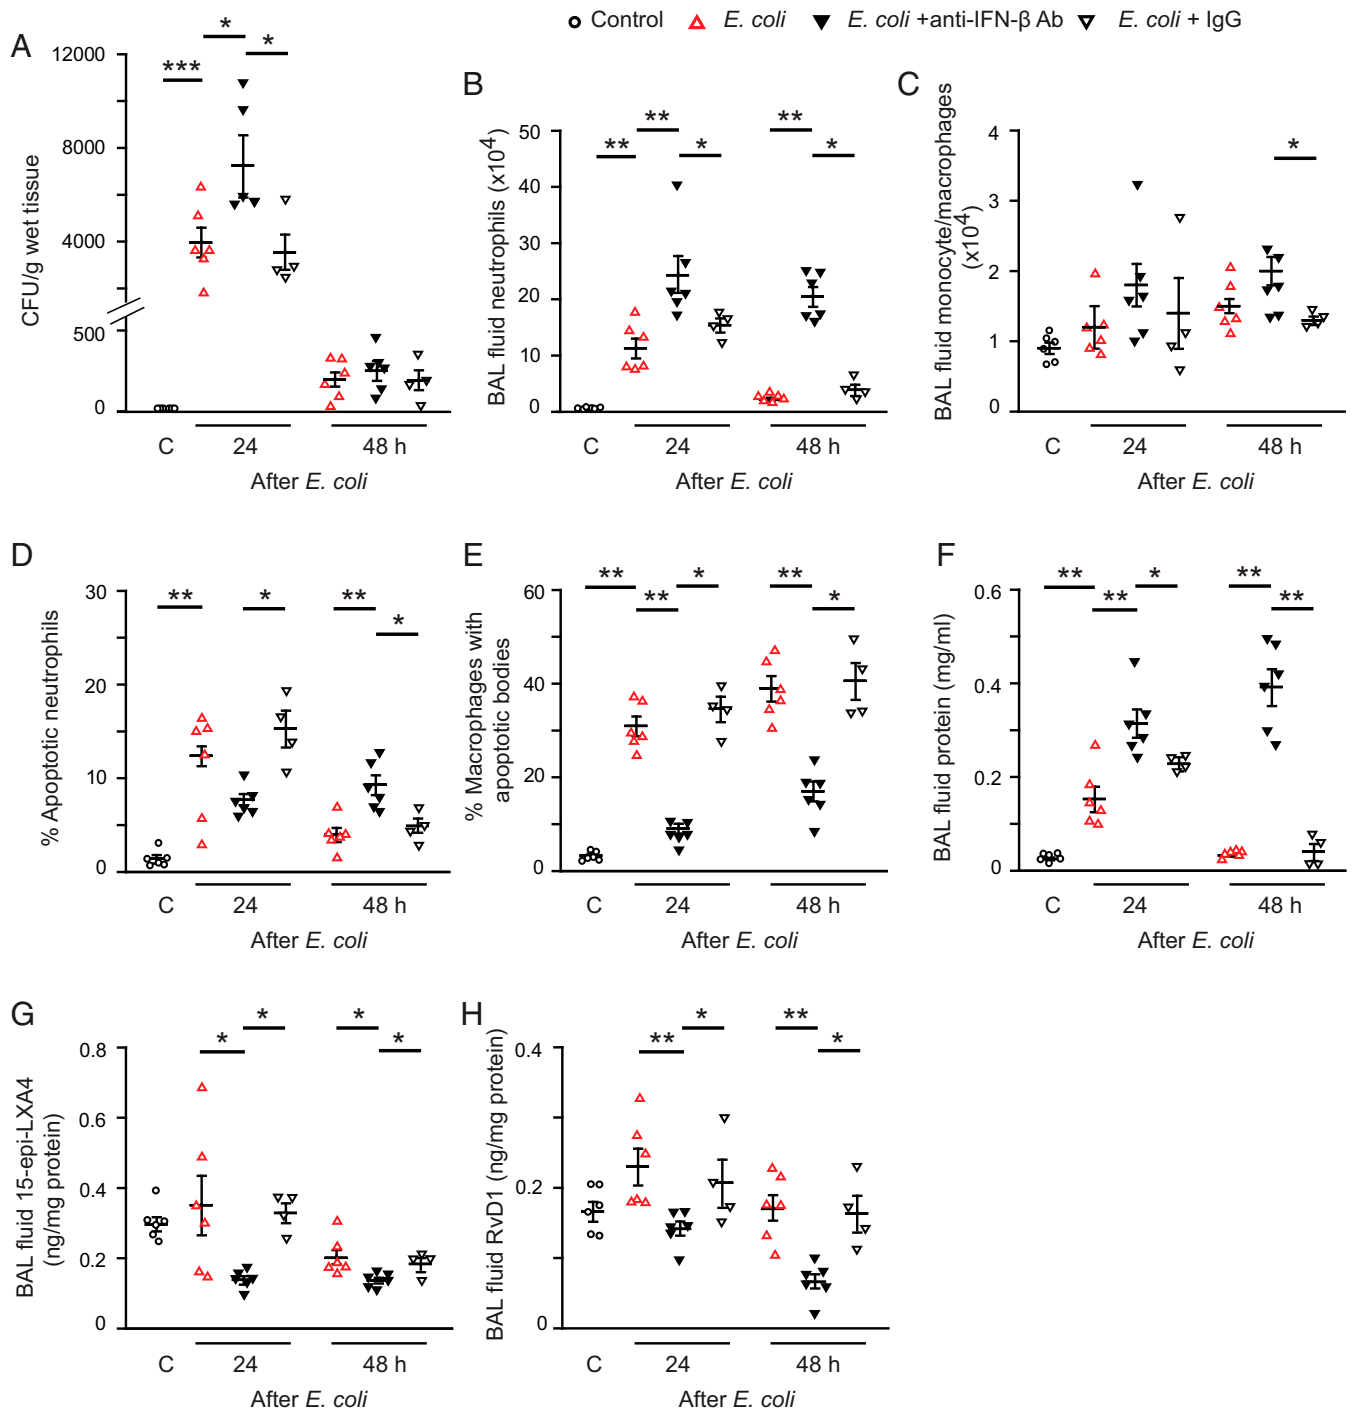 Control E. coli E. coli +anti-IFN-β Ab E. coli + IgG
A
CFU/g wet tissue
12000
8000
4000
500
0
***
*
*
C 24 48 h
After E. coli
B
BAL fluid neutrophils (x10⁴)
50
40
30
20
10
0
**
**
*
**
*
C 24 48 h
After E. coli
C
BAL fluid monocyte/macrophages
(x10⁴)
4
3
2
1
0
*
C 24 48 h
After E. coli
D
% Apoptotic neutrophils
30
20
10
0
**
*
**
*
C 24 48 h
After E. coli
E
% Macrophages with
apoptotic bodies
60
40
20
0
**
**
*
**
*
C 24 48 h
After E. coli
F
BAL fluid protein (mg/ml)
0.6
0.4
0.2
0
**
**
*
**
**
C 24 48 h
After E. coli
G
BAL fluid 15-epi-LXA4
(ng/mg protein)
0.8
0.6
0.4
0.2
0
*
*
*
*
C 24 48 h
After E. coli
H
BAL fluid RvD1 (ng/mg protein)
0.4
0.2
0
**
*
**
*
C 24 48 h
After E. coli